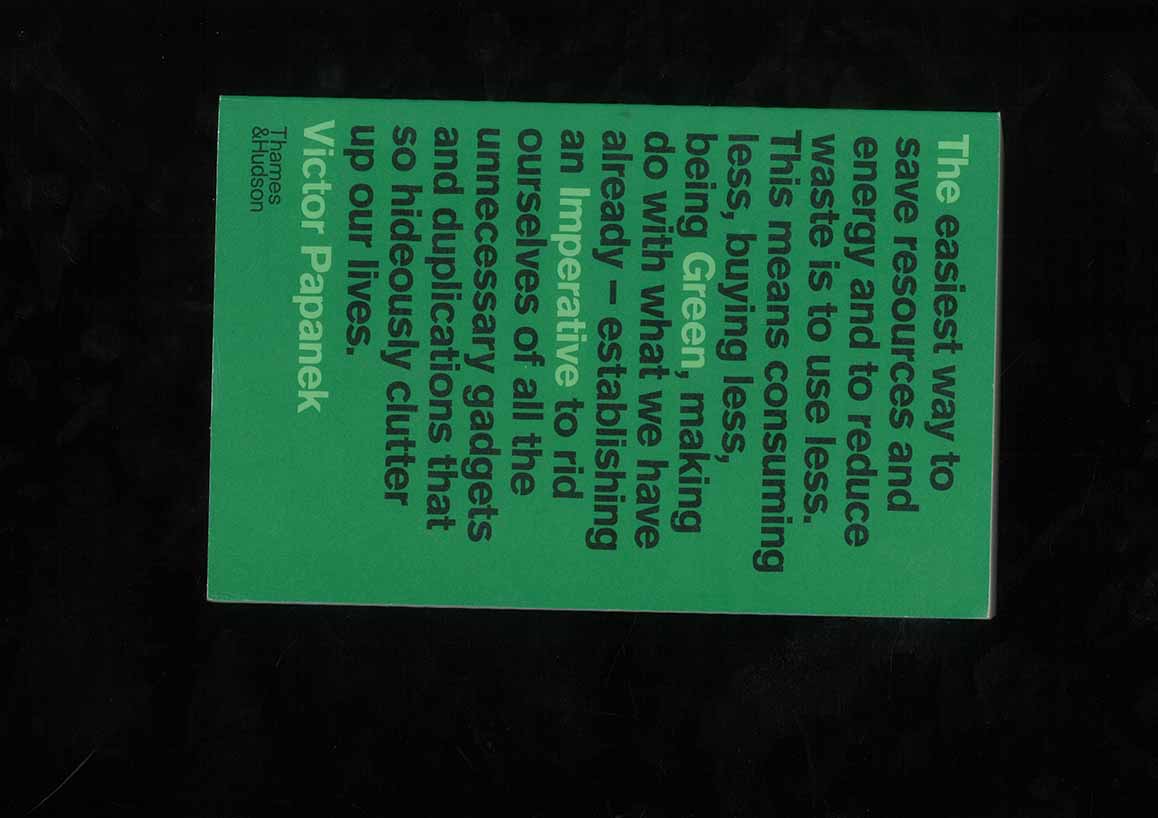 The easiest way to
save resources and
energy and to reduce
waste is to use less.
This means consuming
less, buying less,
being Green, making
do with what we have
already – establishing
an Imperative to rid
ourselves of all the
unnecessary gadgets
and duplications that
so hideously clutter
up our lives.
Victor Papanek
Thames
&Hudson